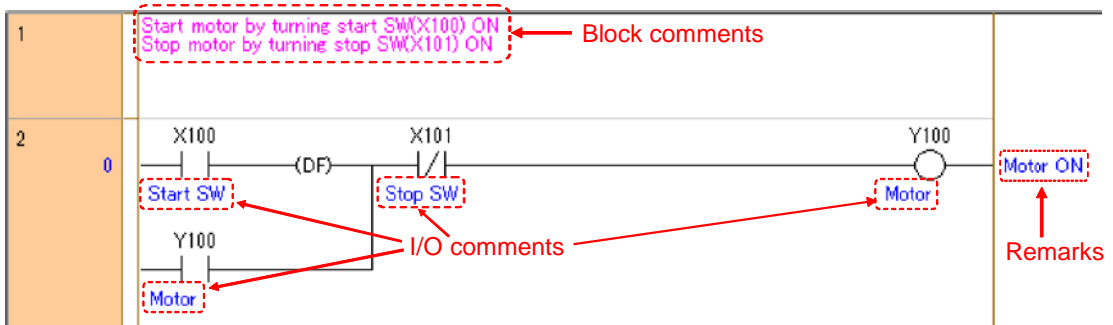 1
Start motor by turning start SW(X100) ON
Stop motor by turning stop SW(X101) ON
Block comments
2
X100
X101
Y100
0
(DF)
Motor ON
Start SW
Stop SW
Motor
Y100
I/O comments
Remarks
Motor